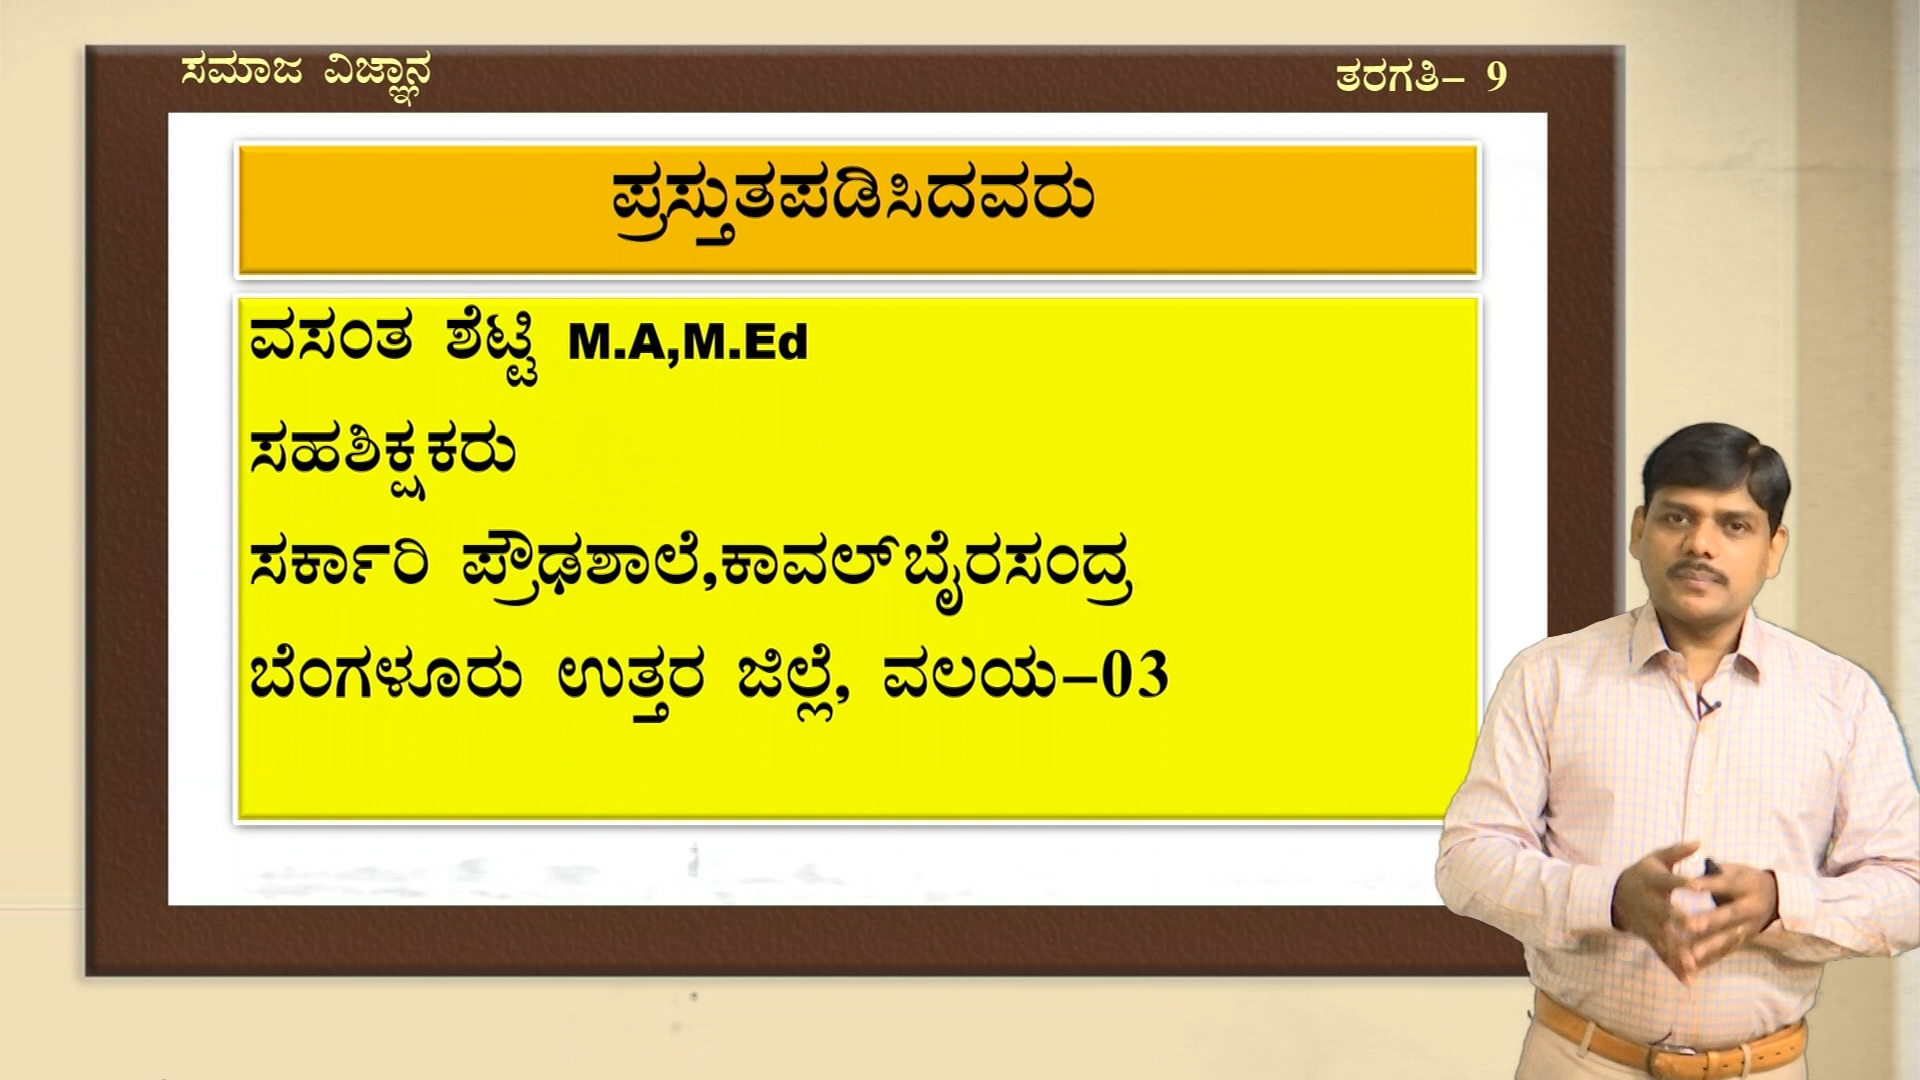 ಸಮಾಜ ವಿಜ್ಞಾನ
ತರಗತಿ– 9
ಪ್ರಸ್ತುತಪಡಿಸಿದವರು
ವಸಂತ ಶೆಟ್ಟಿ M.A,M.Ed
ಸಹಶಿಕ್ಷಕರು
ಸರ್ಕಾರಿ ಪ್ರೌಢಶಾಲೆ,ಕಾವಲ್‌ಬೈರಸಂದ್ರ
ಬೆಂಗಳೂರು ಉತ್ತರ ಜಿಲ್ಲೆ, ವಲಯ–03